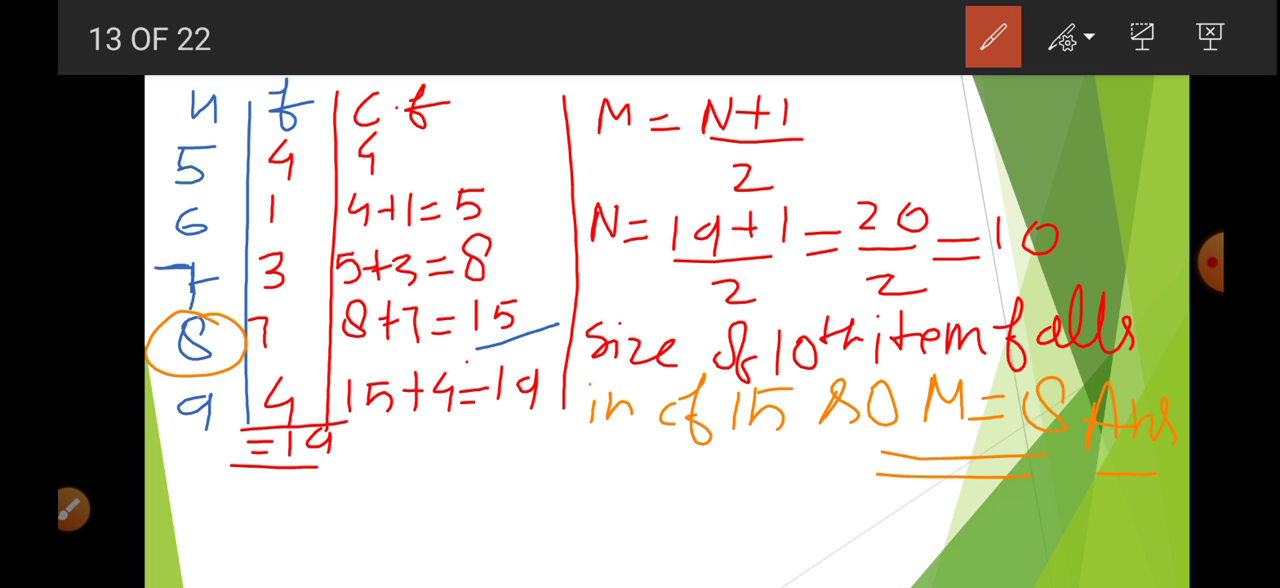 13 OF 22
x f c.f
5 4 4
6 1 4+1=5
7 3 5+3=8
8 7 8+7=15
9 4 15+4=19
=19
M = N+1
2
N= 19+1 = 20 =10
2 2
Size of 10th item falls
in cf 15 so M=8 Ans